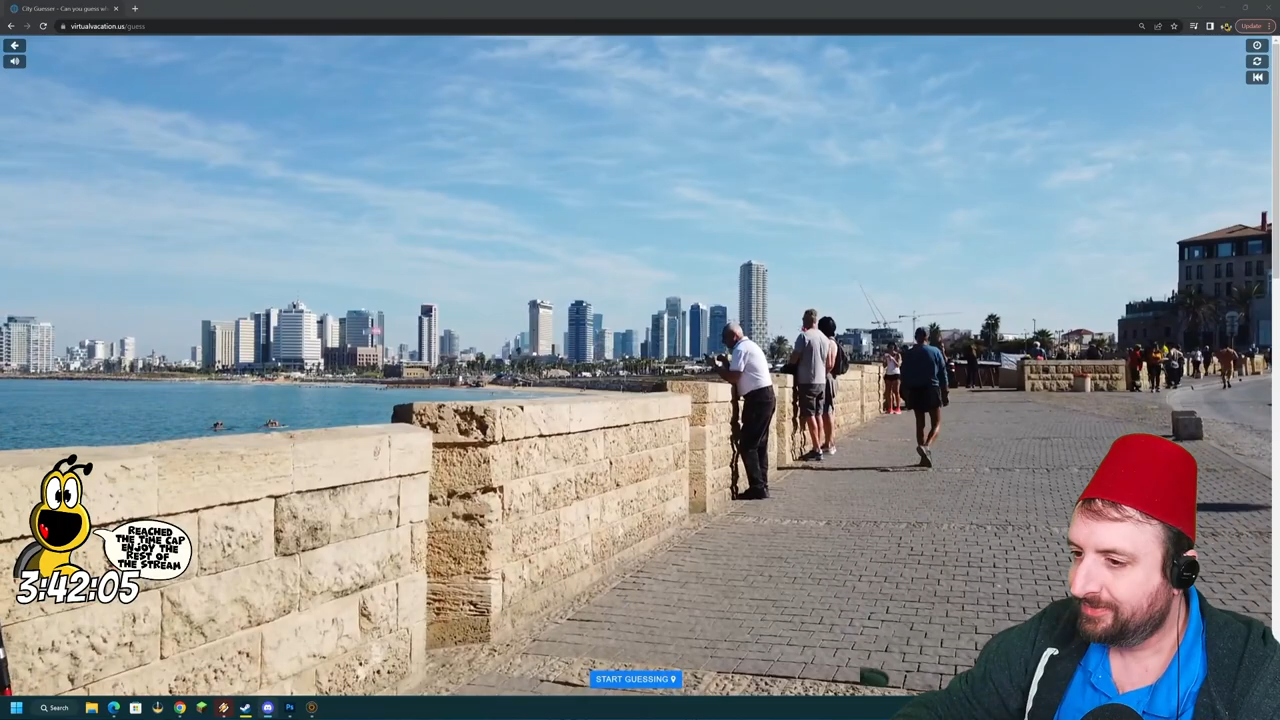 City Guesser - Can you guess wh
virtualvacation.us/guess
Update
REACHED
THE TIME CAP
ENJOY THE
REST OF
THE STREAM
3:42:05
START GUESSING
Search